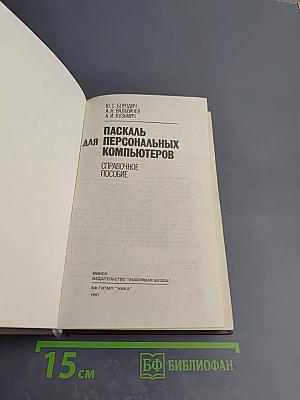 Ю. С. БОРОДИЧ
А. Н. ВАЛЬВАЧЕВ
А. И. КУЗЬМИЧ
ПАСКАЛЬ
для ПЕРСОНАЛЬНЫХ
КОМПЬЮТЕРОВ
СПРАВОЧНОЕ
ПОСОБИЕ
МИНСК
ИЗДАТЕЛЬСТВО "ВЫШЭЙШАЯ ШКОЛА"
БФ ГИТМП "НИКА"
1991
15 см
БФ БИБЛИОФАН